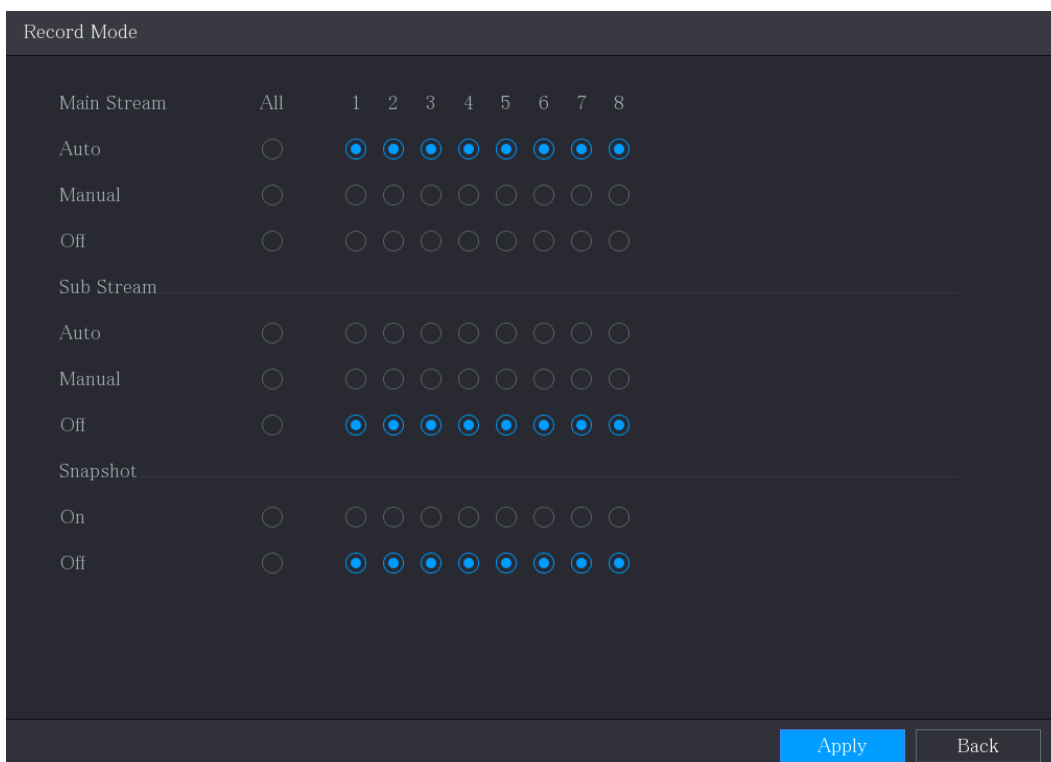 Record Mode
Main Stream All 1 2 3 4 5 6 7 8
Auto
Manual
Off
Sub Stream
Auto
Manual
Off
Snapshot
On
Off
Apply Back